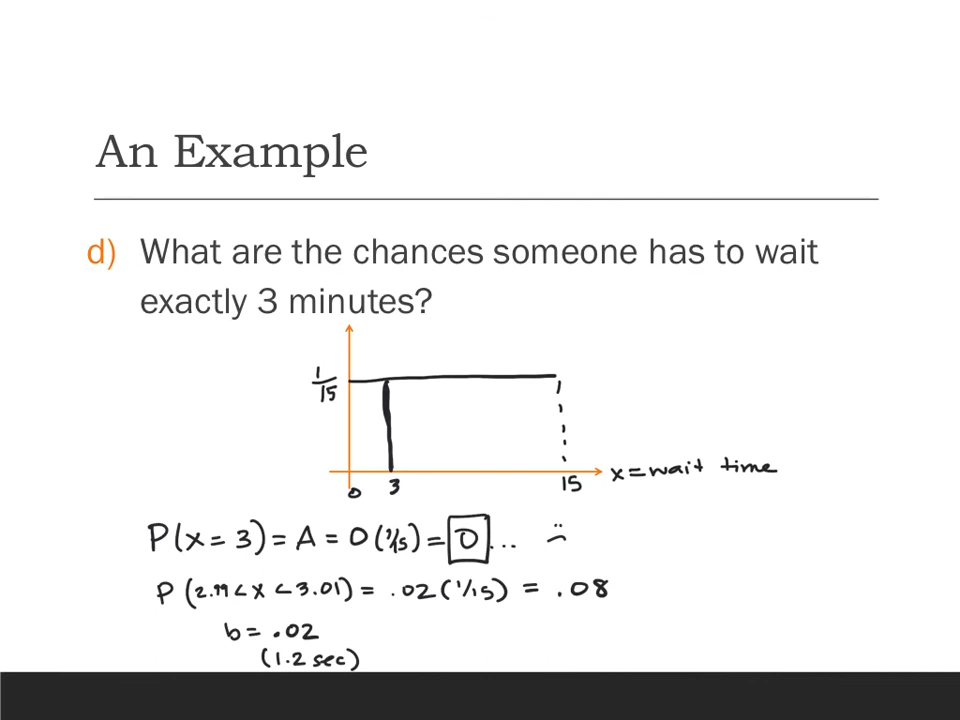 An Example
d) What are the chances someone has to wait
exactly 3 minutes?
1/15
0 3 15 x = wait time
P(x = 3) = A = 0 (1/15) = 0 ...
P (2.99 < x < 3.01) = .02 (1/15) = .08
b = .02
(1.2 sec)